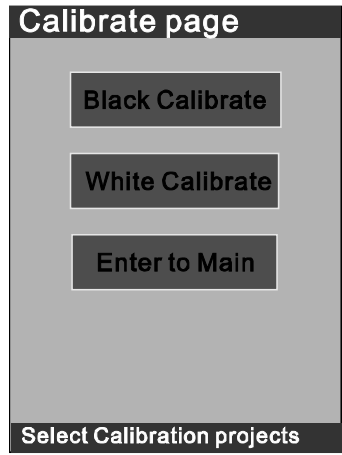 Calibrate page
Black Calibrate
White Calibrate
Enter to Main
Select Calibration projects